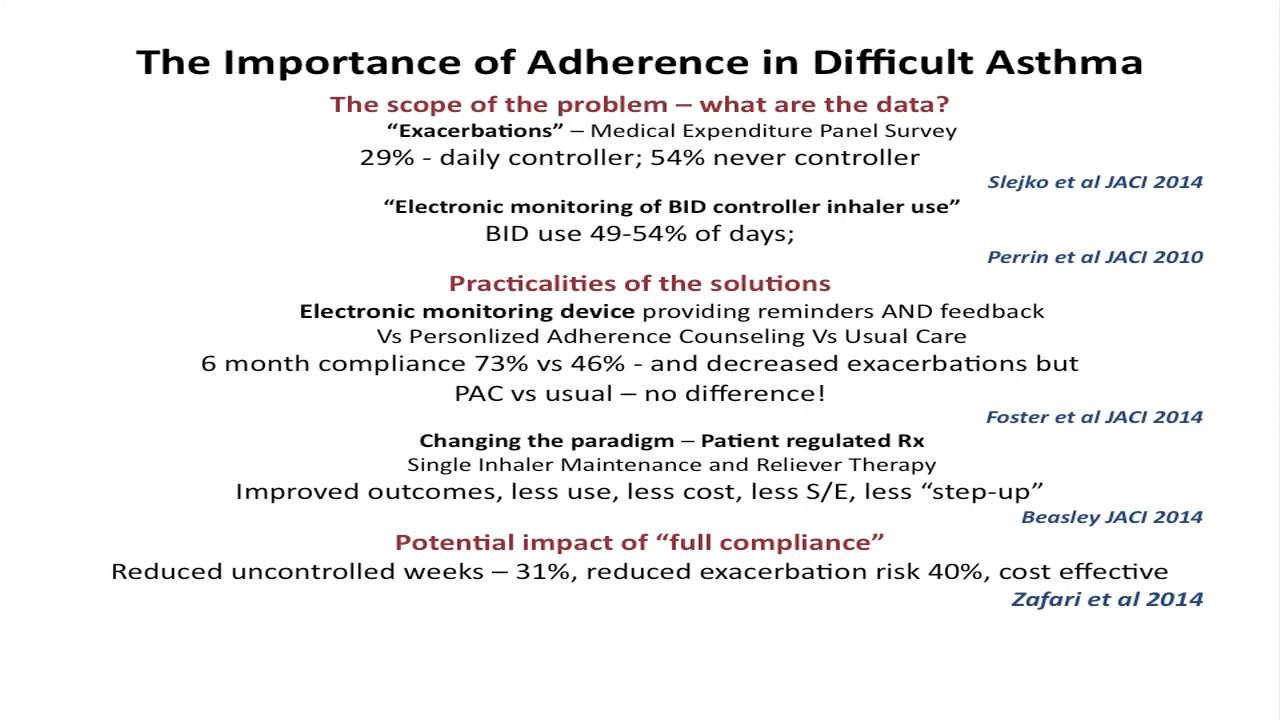 The Importance of Adherence in Difficult Asthma
The scope of the problem – what are the data?
“Exacerbations” – Medical Expenditure Panel Survey
29% - daily controller; 54% never controller
Slejko et al JACI 2014
“Electronic monitoring of BID controller inhaler use”
BID use 49-54% of days;
Perrin et al JACI 2010
Practicalities of the solutions
Electronic monitoring device providing reminders AND feedback
Vs Personlized Adherence Counseling Vs Usual Care
6 month compliance 73% vs 46% - and decreased exacerbations but
PAC vs usual – no difference!
Foster et al JACI 2014
Changing the paradigm – Patient regulated Rx
Single Inhaler Maintenance and Reliever Therapy
Improved outcomes, less use, less cost, less S/E, less “step-up”
Beasley JACI 2014
Potential impact of “full compliance”
Reduced uncontrolled weeks – 31%, reduced exacerbation risk 40%, cost effective
Zafari et al 2014